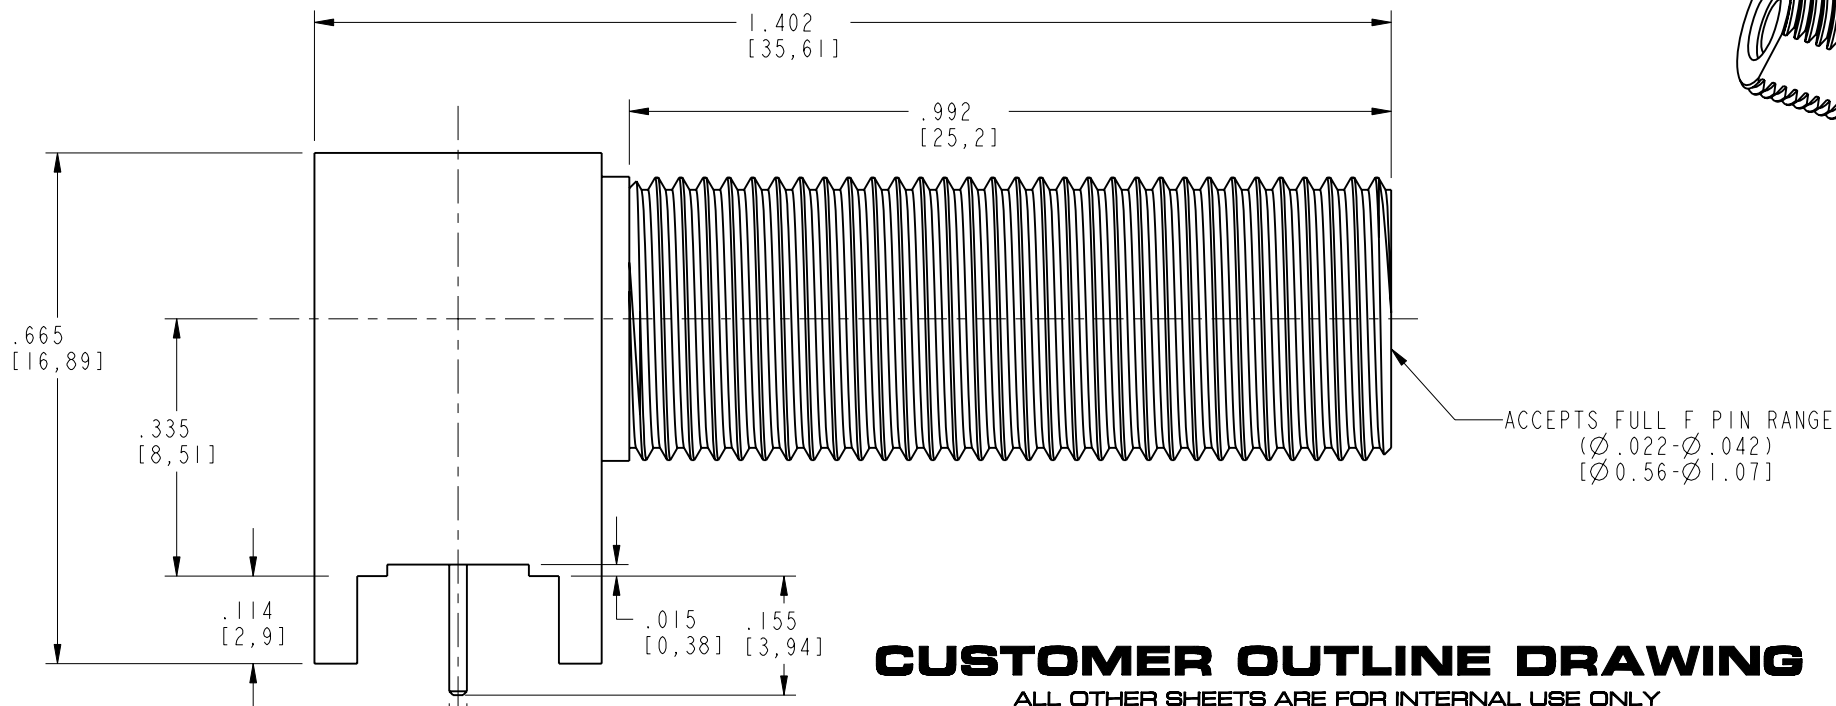 1.402
[35,61]
.992
[25,2]
.665
[16,89]
.335
[8,51]
ACCEPTS FULL F PIN RANGE
(Ø.022-Ø.042)
[Ø0.56-Ø1.07]
.114
[2,9]
.015
[0,38]
.155
[3,94]
CUSTOMER OUTLINE DRAWING
ALL OTHER SHEETS ARE FOR INTERNAL USE ONLY